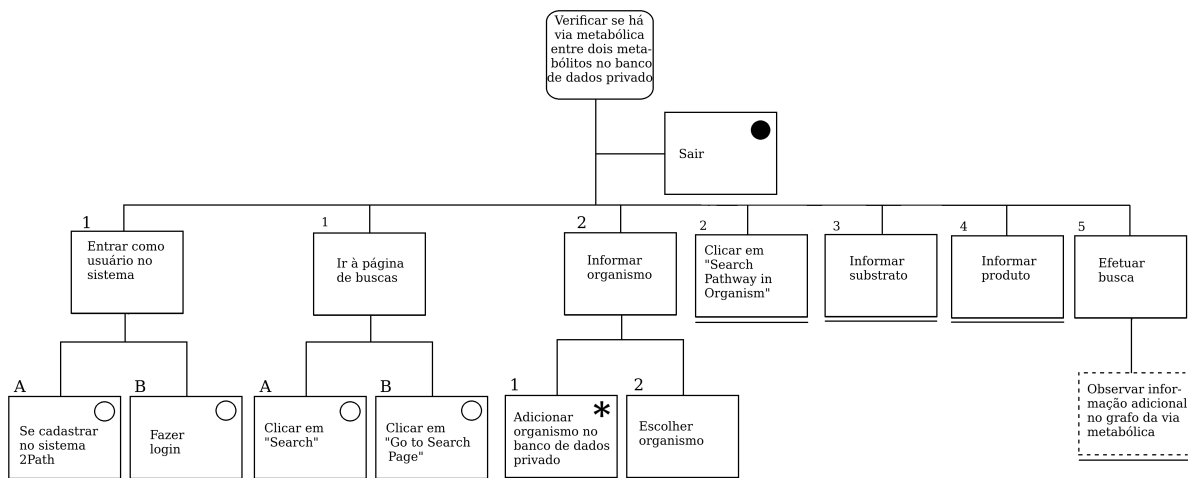 Verificar se há
via metabólica
entre dois meta-
bólitos no banco
de dados privado
Sair
1
Entrar como
usuário no
sistema
1
Ir à página
de buscas
2
Informar
organismo
2
Clicar em
"Search
Pathway in
Organism"
3
Informar
substrato
4
Informar
produto
5
Efetuar
busca
A
Se cadastrar
no sistema
2Path
B
Fazer
login
A
Clicar em
"Search"
B
Clicar em
"Go to Search
Page"
1
Adicionar
organismo no
banco de dados
privado
*
2
Escolher
organismo
Observar infor-
mação adicional
no grafo da via
metabólica